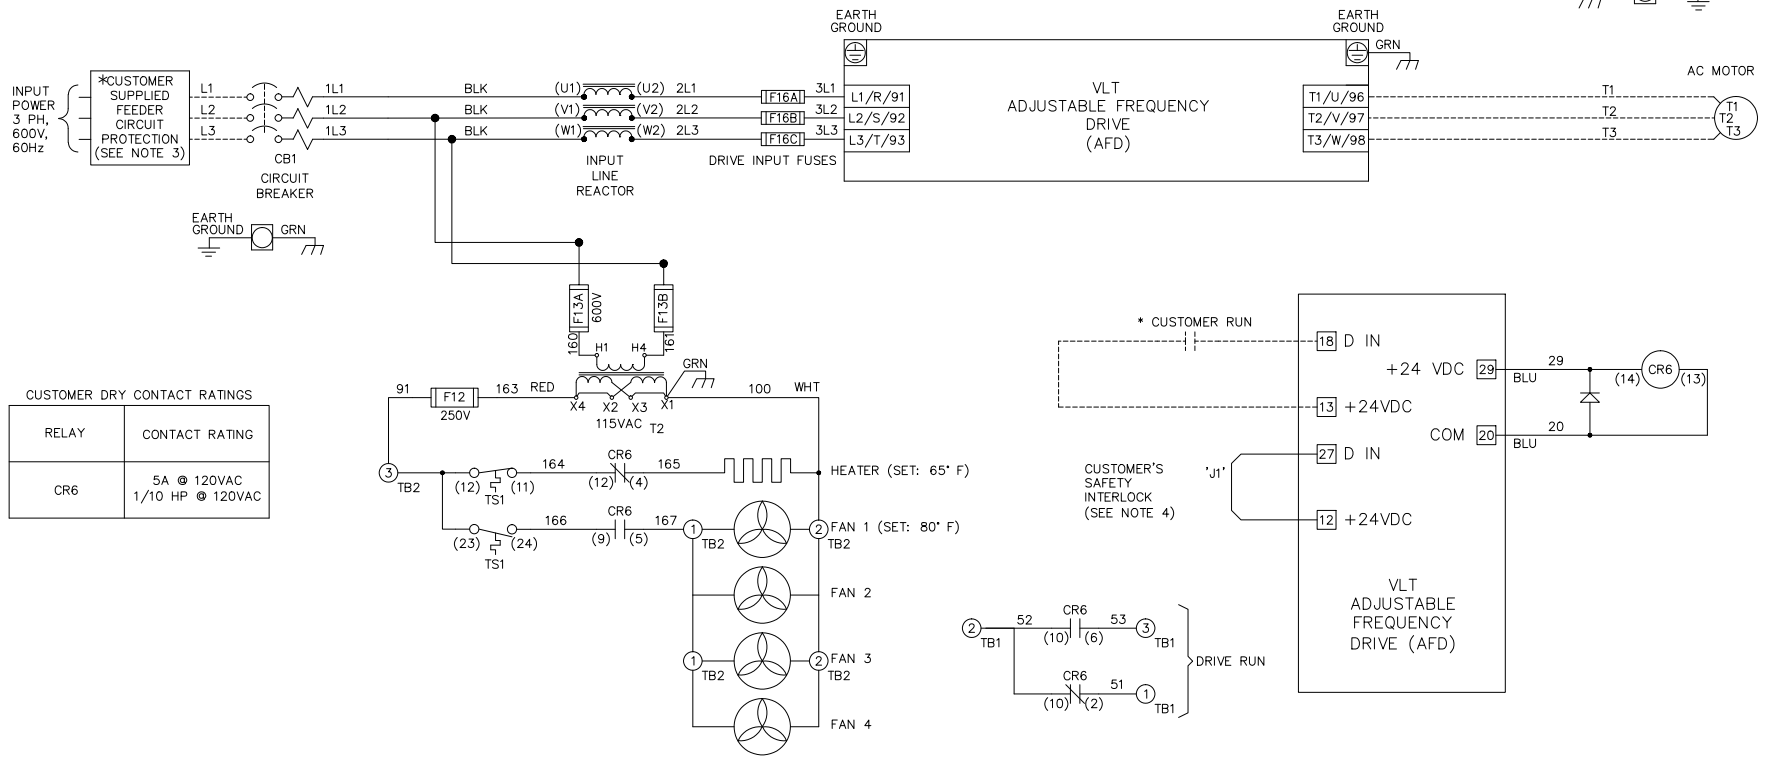 EARTH
GROUND
EARTH
GROUND
GRN
INPUT
POWER
3 PH,
600V,
60Hz
*CUSTOMER
SUPPLIED
FEEDER
CIRCUIT
PROTECTION
(SEE NOTE 3)
L1
L2
L3
CB1
CIRCUIT
BREAKER
1L1
1L2
1L3
BLK
BLK
BLK
(U1)
(U2)
2L1
(V1)
(V2)
2L2
(W1)
(W2)
2L3
INPUT
LINE
REACTOR
F16A
F16B
F16C
3L1
3L2
3L3
DRIVE INPUT FUSES
L1/R/91
L2/S/92
L3/T/93
VLT
ADJUSTABLE FREQUENCY
DRIVE
(AFD)
T1/U/96
T2/V/97
T3/W/98
T1
T2
T3
AC MOTOR
T1
T2
T3
EARTH
GROUND
GRN
F13A
600V
F13B
160
161
H1
H4
GRN
91
F12
250V
163
RED
X4
X2
X3
X1
115VAC
T2
100
WHT
CUSTOMER DRY CONTACT RATINGS
RELAY
CONTACT RATING
CR6
5A @ 120VAC
1/10 HP @ 120VAC
3
TB2
(12)
TS1
(11)
164
CR6
(12)
(4)
165
HEATER (SET: 65° F)
(23)
TS1
(24)
166
CR6
(9)
(5)
167
1
TB2
2
TB2
FAN 1 (SET: 80° F)
FAN 2
1
TB2
2
TB2
FAN 3
FAN 4
2
TB1
52
CR6
(10)
(6)
53
3
TB1
CR6
(10)
(2)
51
1
TB1
DRIVE RUN
* CUSTOMER RUN
18
D IN
13
+24VDC
27
D IN
12
+24VDC
CUSTOMER'S
SAFETY
INTERLOCK
(SEE NOTE 4)
'J1'
+24 VDC
29
29
BLU
COM
20
20
BLU
(14)
CR6
(13)
VLT
ADJUSTABLE
FREQUENCY
DRIVE (AFD)